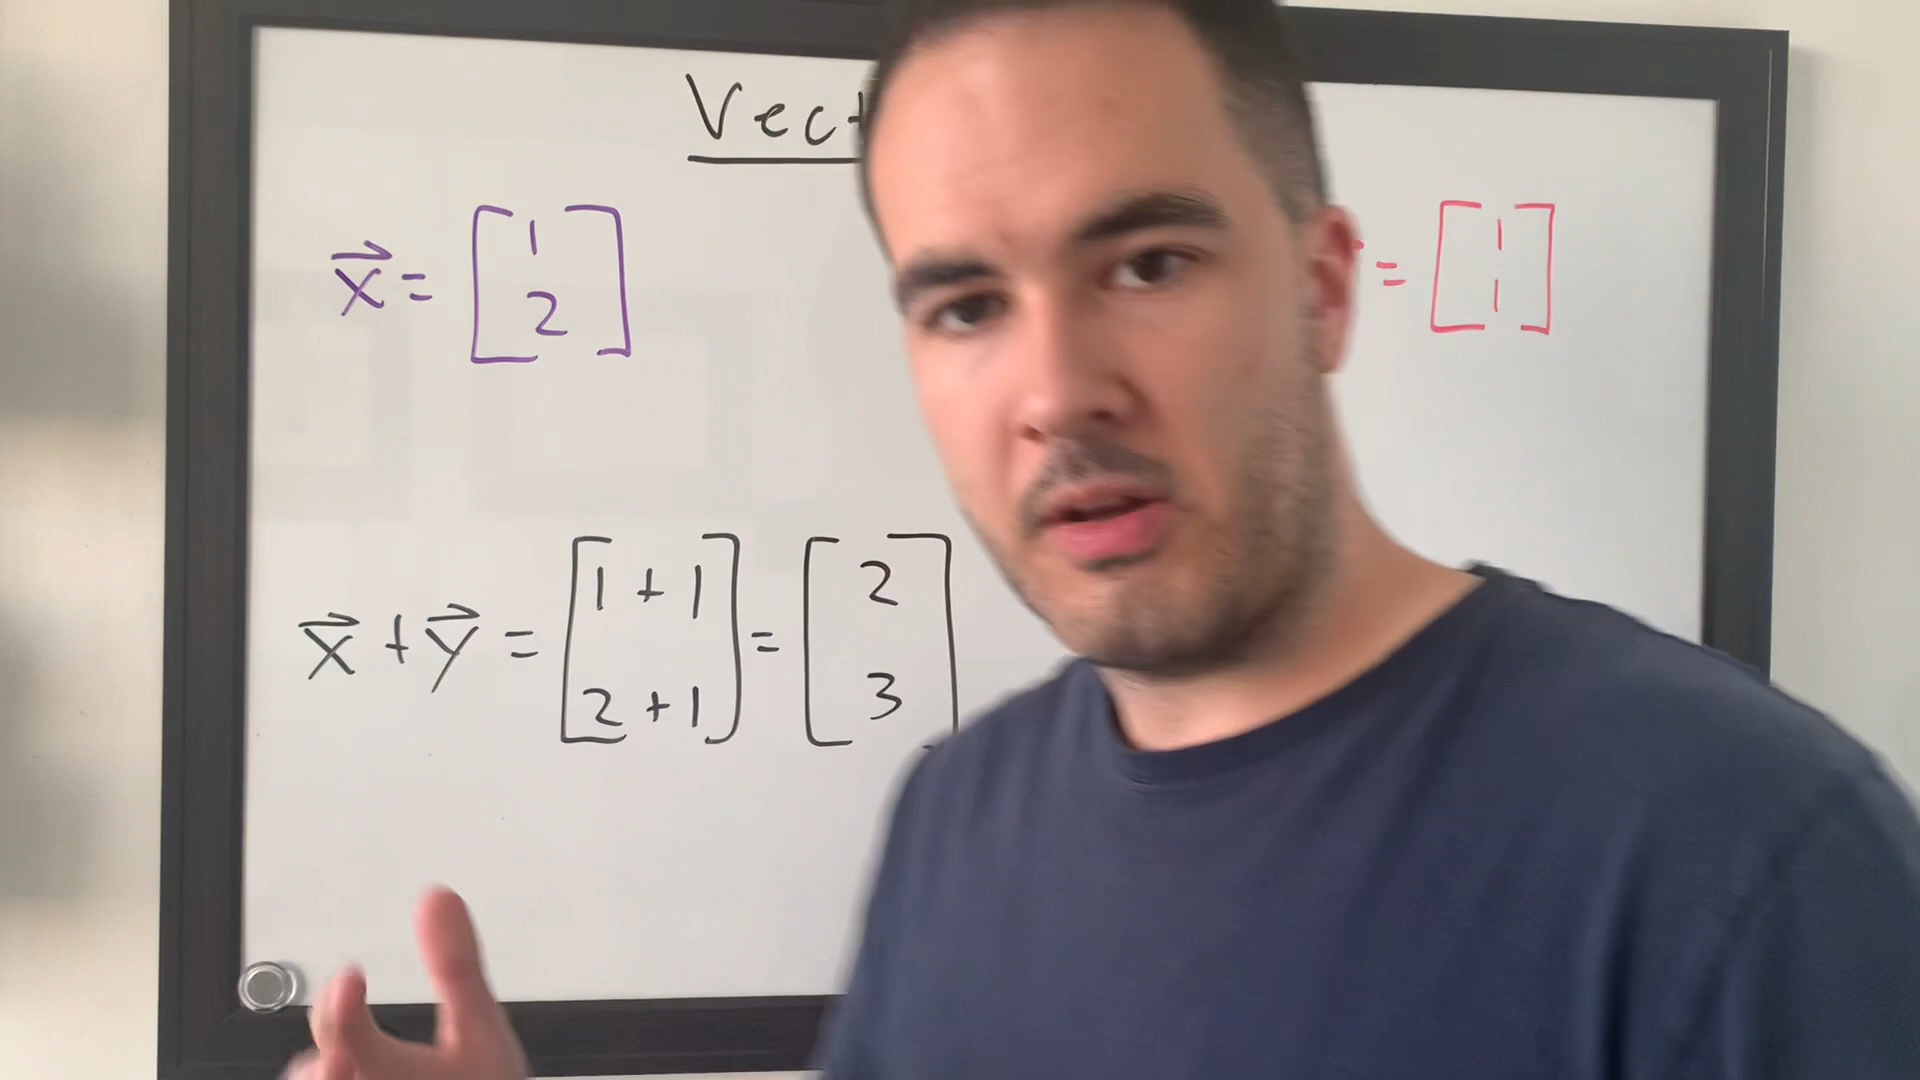 Vect
x⃗ = [1 2] = [1 1]
x⃗ + y⃗ = [1 + 1 2 + 1] = [2 3]